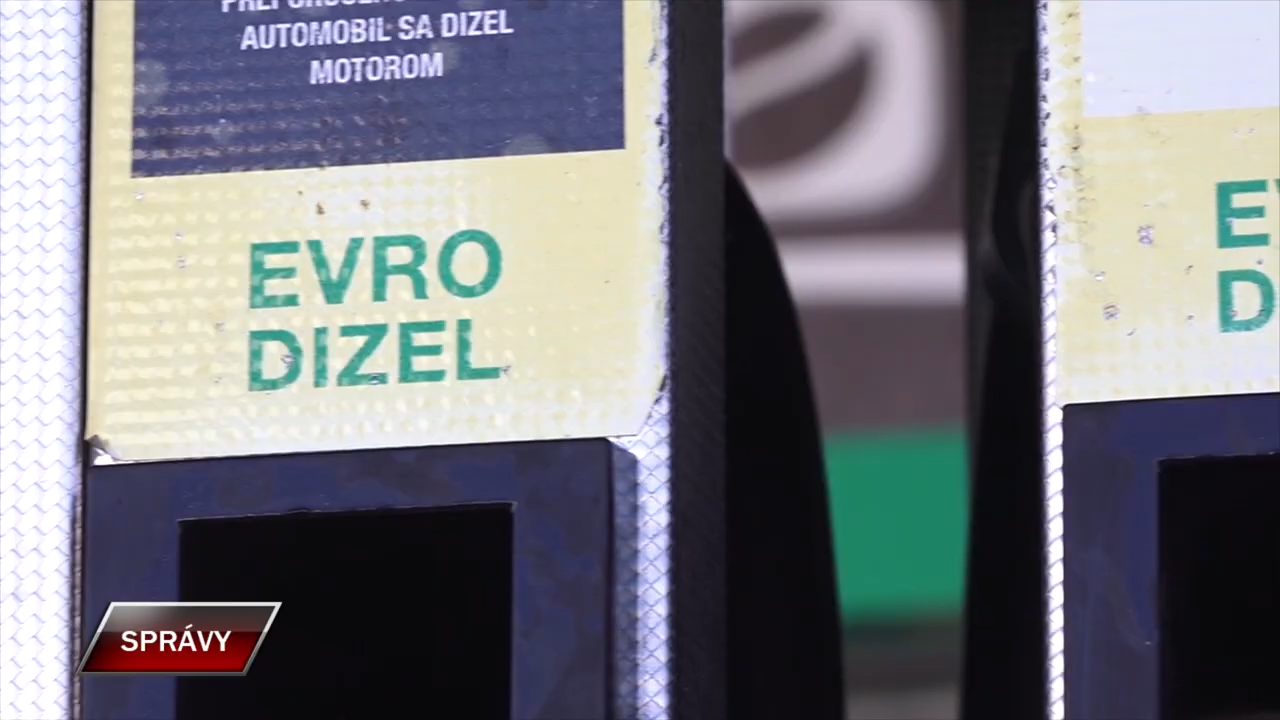 AUTOMOBIL SA DIZEL
MOTOROM
EVRO
DIZEL
SPRÁVY